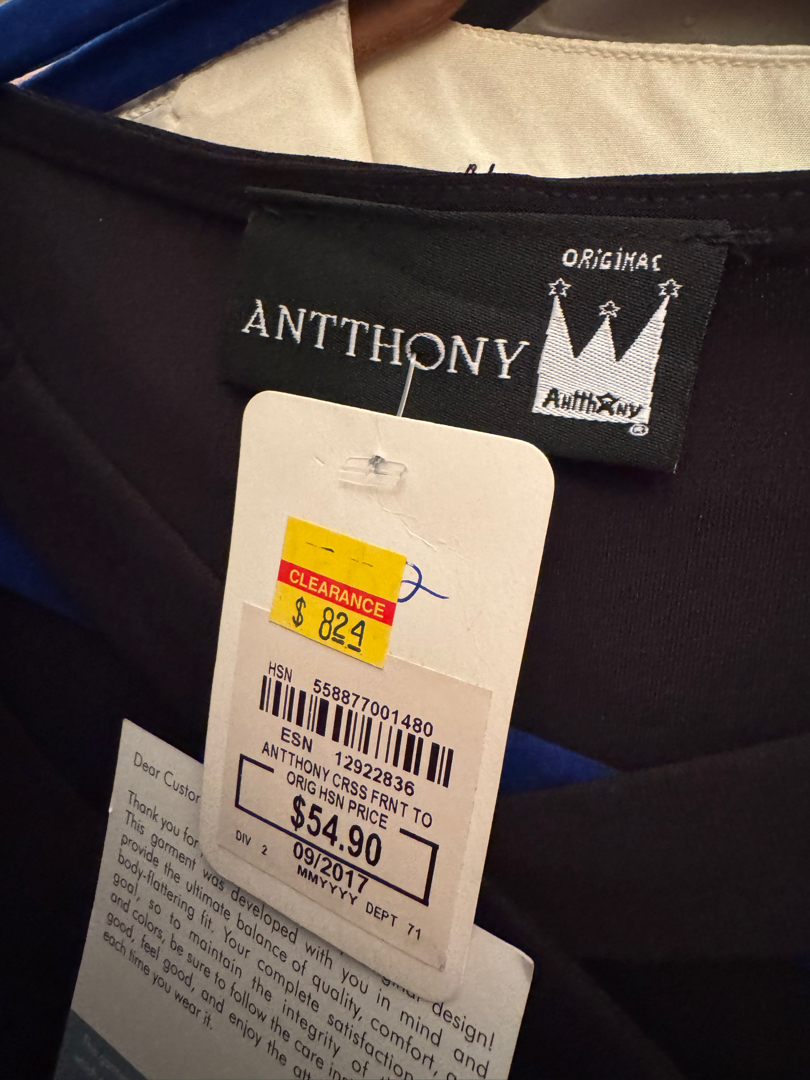 ORIGINAL
ANTTHONY
Antthony
®
CLEARANCE
$ 824
HSN 558877001480
ESN 12922836
ANTTHONY CRSS FRNT TO
ORIG HSN PRICE
$54.90
09/2017
MMYYYY
DIV 2
DEPT 71
Dear Custor
Thank you for
design!
This garment was developed with you in mind and
provide the ultimate balance of quality, comfort,
body-flattering fit. Your complete satisfaction
goal, so to maintain the integrity of
and colors, be sure to follow the care
good, feel good, and enjoy the
each time you wear it.